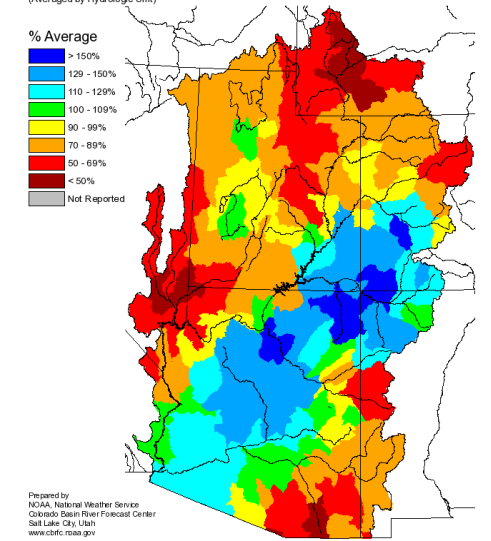 (Averaged by Hydrologic Unit)
% Average
> 150%
129 - 150%
110 - 129%
100 - 109%
90 - 99%
70 - 89%
50 - 69%
< 50%
Not Reported
Prepared by
NOAA, National Weather Service
Colorado Basin River Forecast Center
Salt Lake City, Utah
www.cbrfc.noaa.gov